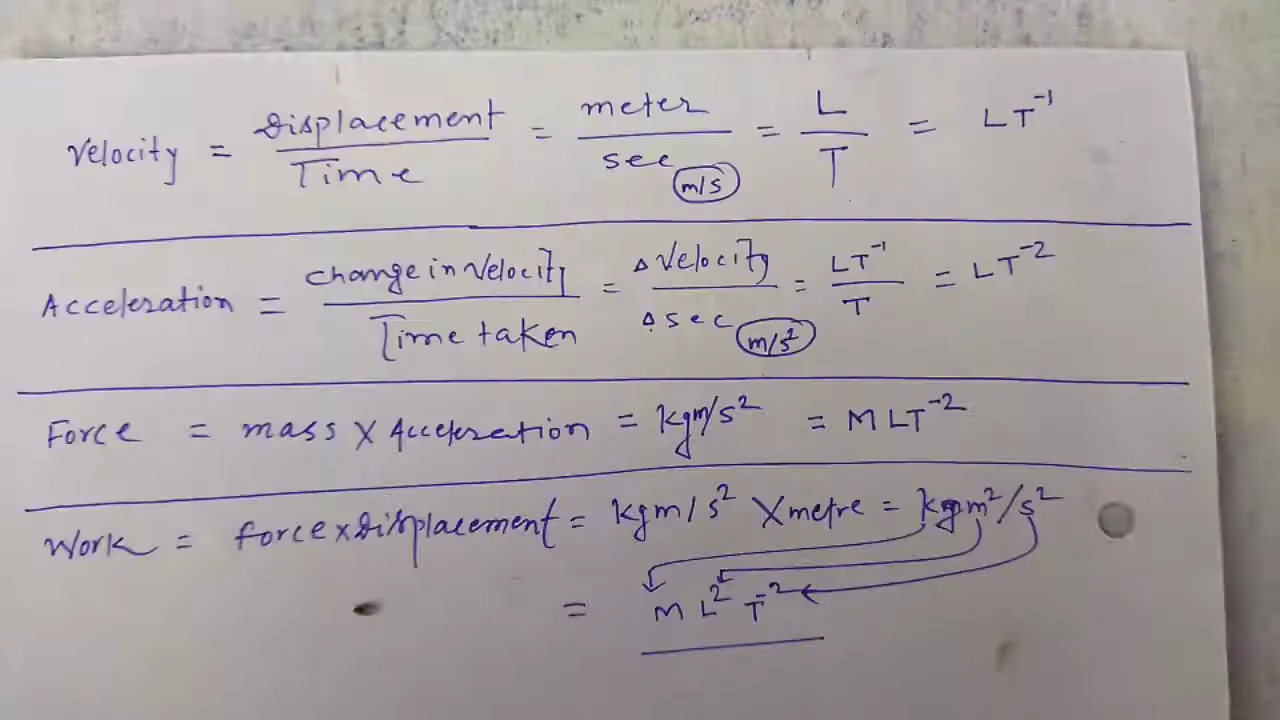 Velocity = Displacement / Time = meter / sec (m/s) = L / T = LT⁻¹
Acceleration = change in velocity / Time taken = Δ velocity / Δ sec (m/s²) = LT⁻¹ / T = LT⁻²
Force = mass X Acceleration = kgm/s² = MLT⁻²
Work = force x Displacement = kgm/s² X metre = kgm²/s²
= M L² T⁻²